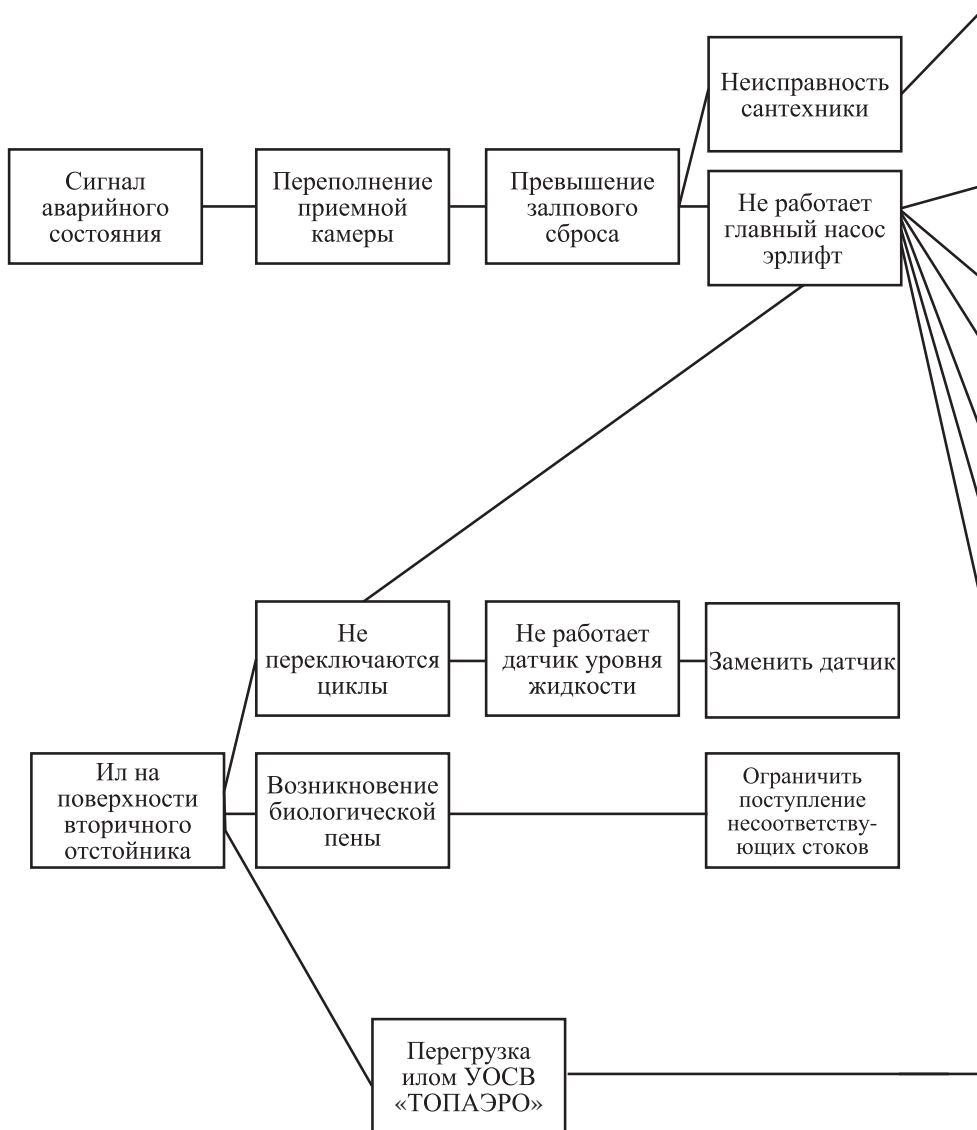 Неисправность
сантехники
Сигнал
аварийного
состояния
Переполнение
приемной
камеры
Превышение
залпового
сброса
Не работает
главный насос
эрлифт
Не
переключаются
циклы
Не работает
датчик уровня
жидкости
Заменить датчик
Ил на
поверхности
вторичного
отстойника
Возникновение
биологической
пены
Ограничить
поступление
несоответству-
ющих стоков
Перегрузка
илом УОСВ
«ТОПАЭРО»